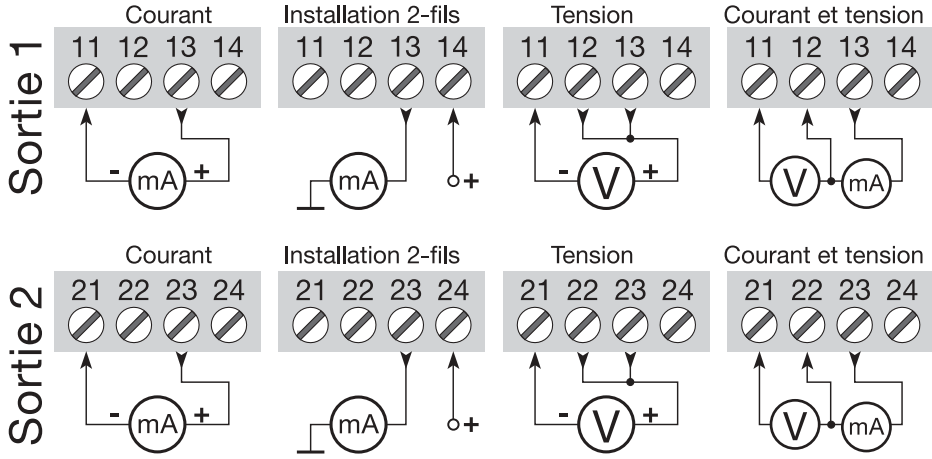 Sortie 1
Courant Installation 2-fils Tension Courant et tension
11 12 13 14 11 12 13 14 11 12 13 14 11 12 13 14
- mA + mA + - V + V mA
Sortie 2
Courant Installation 2-fils Tension Courant et tension
21 22 23 24 21 22 23 24 21 22 23 24 21 22 23 24
- mA + mA + - V + V mA